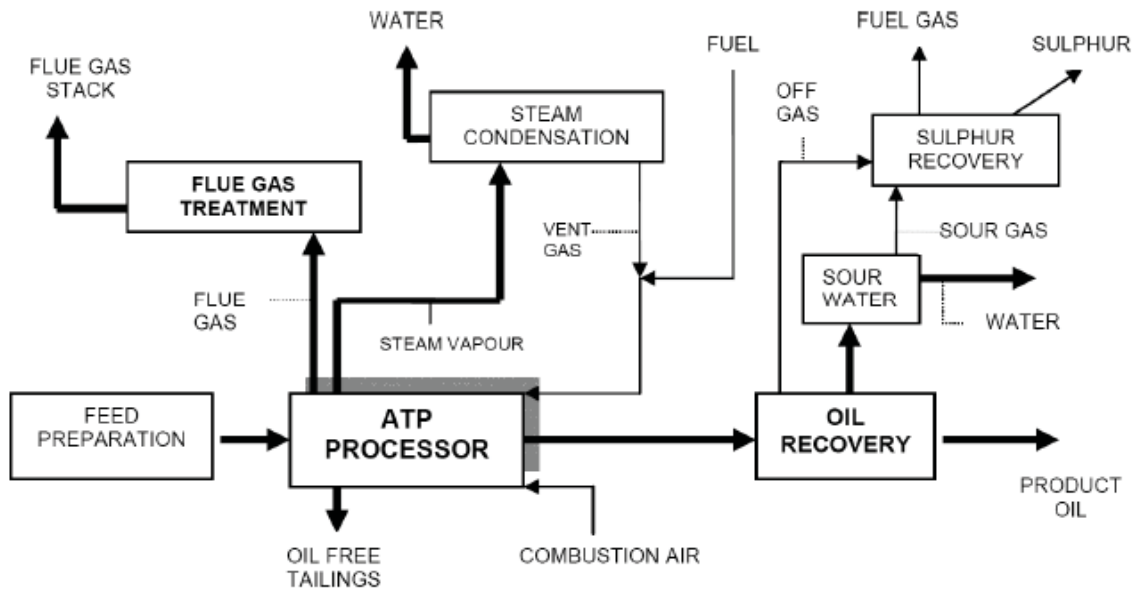 WATER
FUEL GAS
FUEL
SULPHUR
FLUE GAS
STACK
STEAM
CONDENSATION
OFF
GAS
SULPHUR
RECOVERY
FLUE GAS
TREATMENT
VENT
GAS
SOUR GAS
SOUR
WATER
FLUE
GAS
STEAM VAPOUR
WATER
FEED
PREPARATION
ATP
PROCESSOR
OIL
RECOVERY
PRODUCT
OIL
OIL FREE
TAILINGS
COMBUSTION AIR